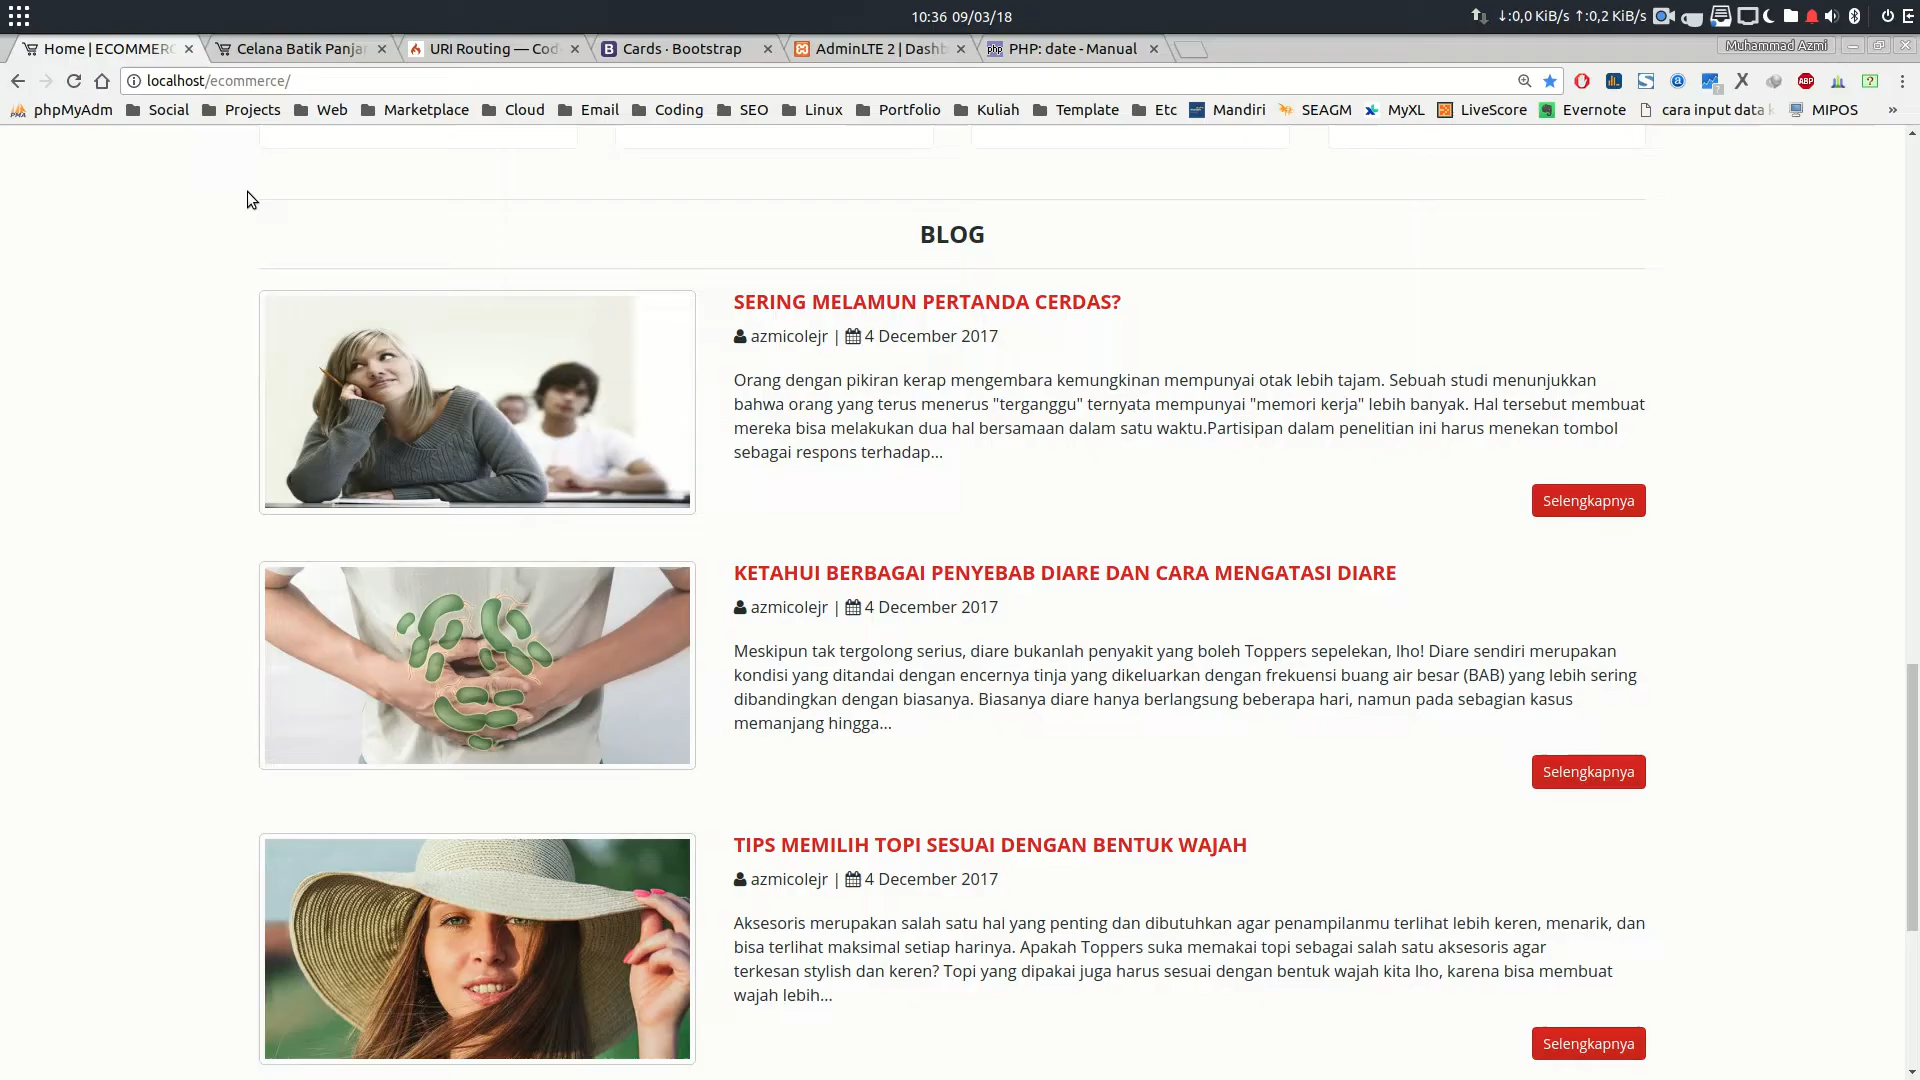 10:36 09/03/18
↓:0,0 KiB/s ↑:0,2 KiB/s
Home | ECOMMERC
Celana Batik Panja
URI Routing — Cod
Cards · Bootstrap
AdminLTE 2 | Dashb
PHP: date - Manual
Muhammad Azmi
localhost/ecommerce/
phpMyAdm
Social
Projects
Web
Marketplace
Cloud
Email
Coding
SEO
Linux
Portfolio
Kuliah
Template
Etc
Mandiri
SEAGM
MyXL
LiveScore
Evernote
cara input data
MIPOS
»
BLOG
SERING MELAMUN PERTANDA CERDAS?
azmicolejr | 4 December 2017
Orang dengan pikiran kerap mengembara kemungkinan mempunyai otak lebih tajam. Sebuah studi menunjukkan
bahwa orang yang terus menerus "terganggu" ternyata mempunyai "memori kerja" lebih banyak. Hal tersebut membuat
mereka bisa melakukan dua hal bersamaan dalam satu waktu.Partisipan dalam penelitian ini harus menekan tombol
sebagai respons terhadap...
Selengkapnya
KETAHUI BERBAGAI PENYEBAB DIARE DAN CARA MENGATASI DIARE
azmicolejr | 4 December 2017
Meskipun tak tergolong serius, diare bukanlah penyakit yang boleh Toppers sepelekan, lho! Diare sendiri merupakan
kondisi yang ditandai dengan encernya tinja yang dikeluarkan dengan frekuensi buang air besar (BAB) yang lebih sering
dibandingkan dengan biasanya. Biasanya diare hanya berlangsung beberapa hari, namun pada sebagian kasus
memanjang hingga...
Selengkapnya
TIPS MEMILIH TOPI SESUAI DENGAN BENTUK WAJAH
azmicolejr | 4 December 2017
Aksesoris merupakan salah satu hal yang penting dan dibutuhkan agar penampilanmu terlihat lebih keren, menarik, dan
bisa terlihat maksimal setiap harinya. Apakah Toppers suka memakai topi sebagai salah satu aksesoris agar
terkesan stylish dan keren? Topi yang dipakai juga harus sesuai dengan bentuk wajah kita lho, karena bisa membuat
wajah lebih...
Selengkapnya